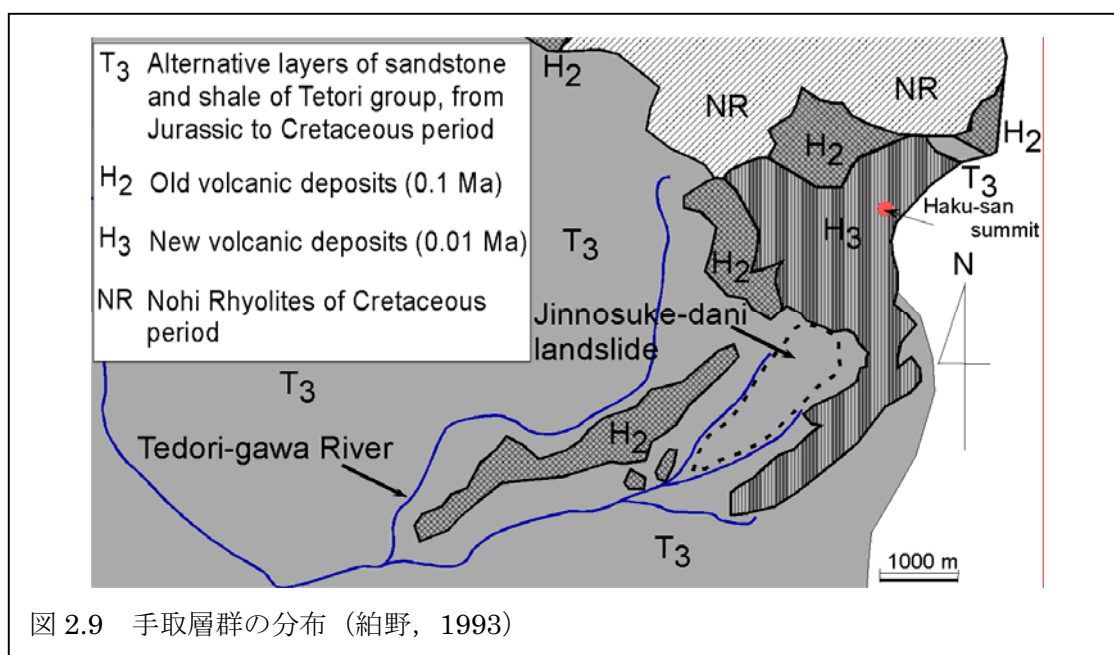 T3 Alternative layers of sandstone
and shale of Tetori group, from
Jurassic to Cretaceous period
H2 Old volcanic deposits (0.1 Ma)
H3 New volcanic deposits (0.01 Ma)
NR Nohi Rhyolites of Cretaceous
period
H2
NR
NR
H2
H2
T3
T3
Haku-san
summit
H3
H2
N
Jinnosuke-dani
landslide
T3
H2
Tedori-gawa River
T3
1000 m
図 2.9 手取層群の分布（絈野，1993）